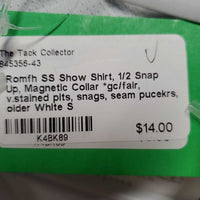 The Tack Collector
845356-43
Romfh SS Show Shirt, 1/2 Snap
Up, Magnetic Collar *gc/fair,
v.stained pits, snags, seam pucekrs,
older White S
K4BK89
$14.00